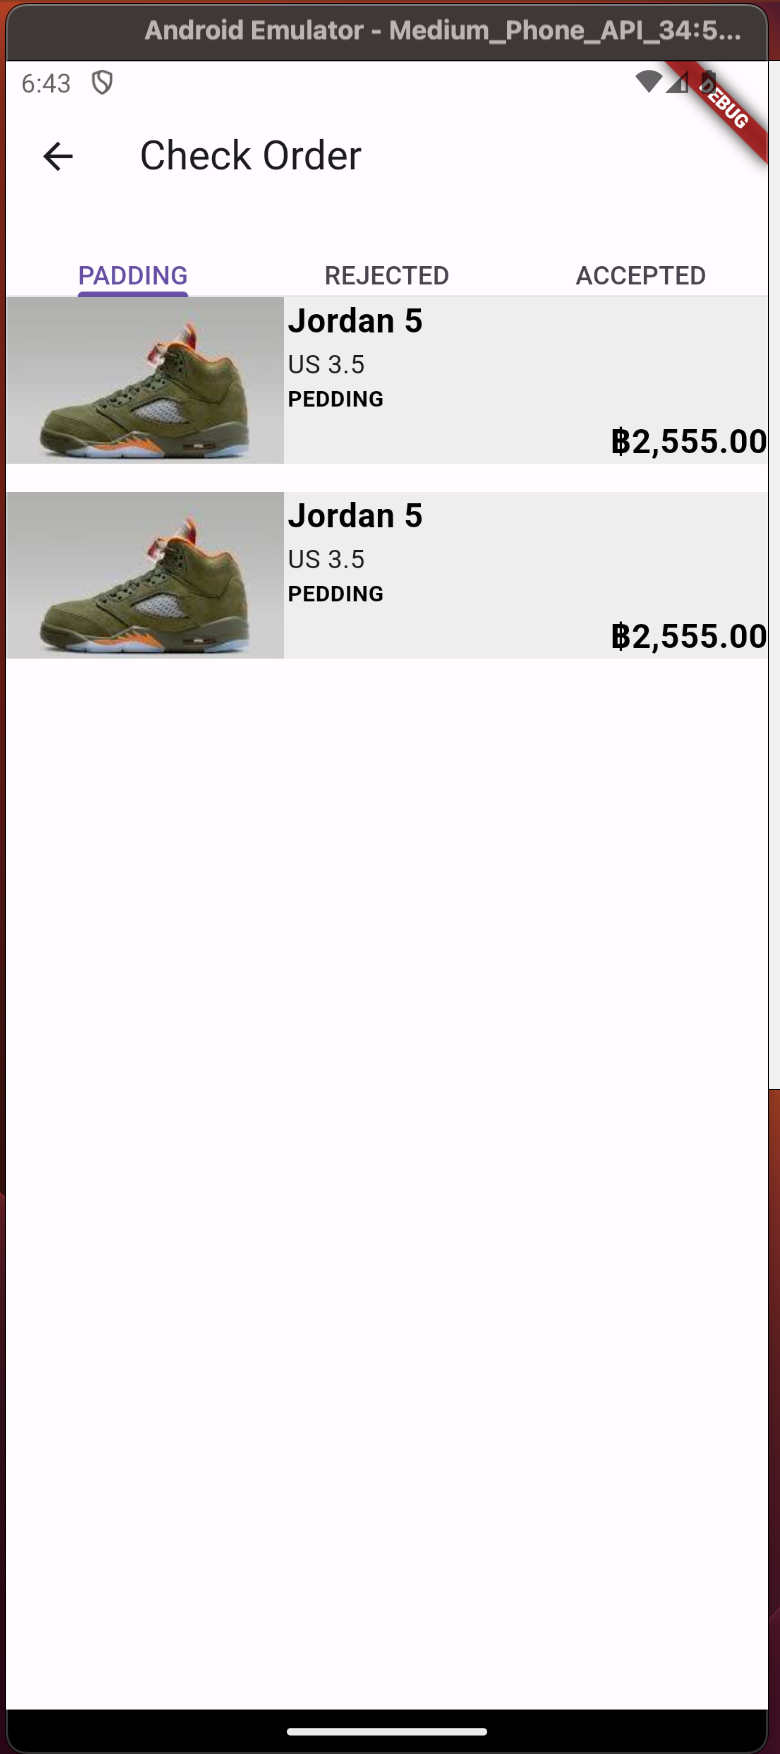 Android Emulator - Medium_Phone_API_34:5...
6:43
DEBUG
Check Order
PADDING REJECTED ACCEPTED
Jordan 5
US 3.5
PEDDING
฿2,555.00
Jordan 5
US 3.5
PEDDING
฿2,555.00